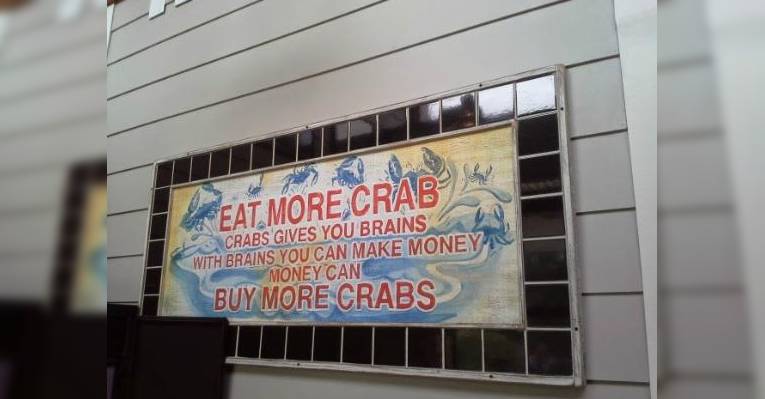 EAT MORE CRAB
CRABS GIVES YOU BRAINS
WITH BRAINS YOU CAN MAKE MONEY
MONEY CAN
BUY MORE CRABS